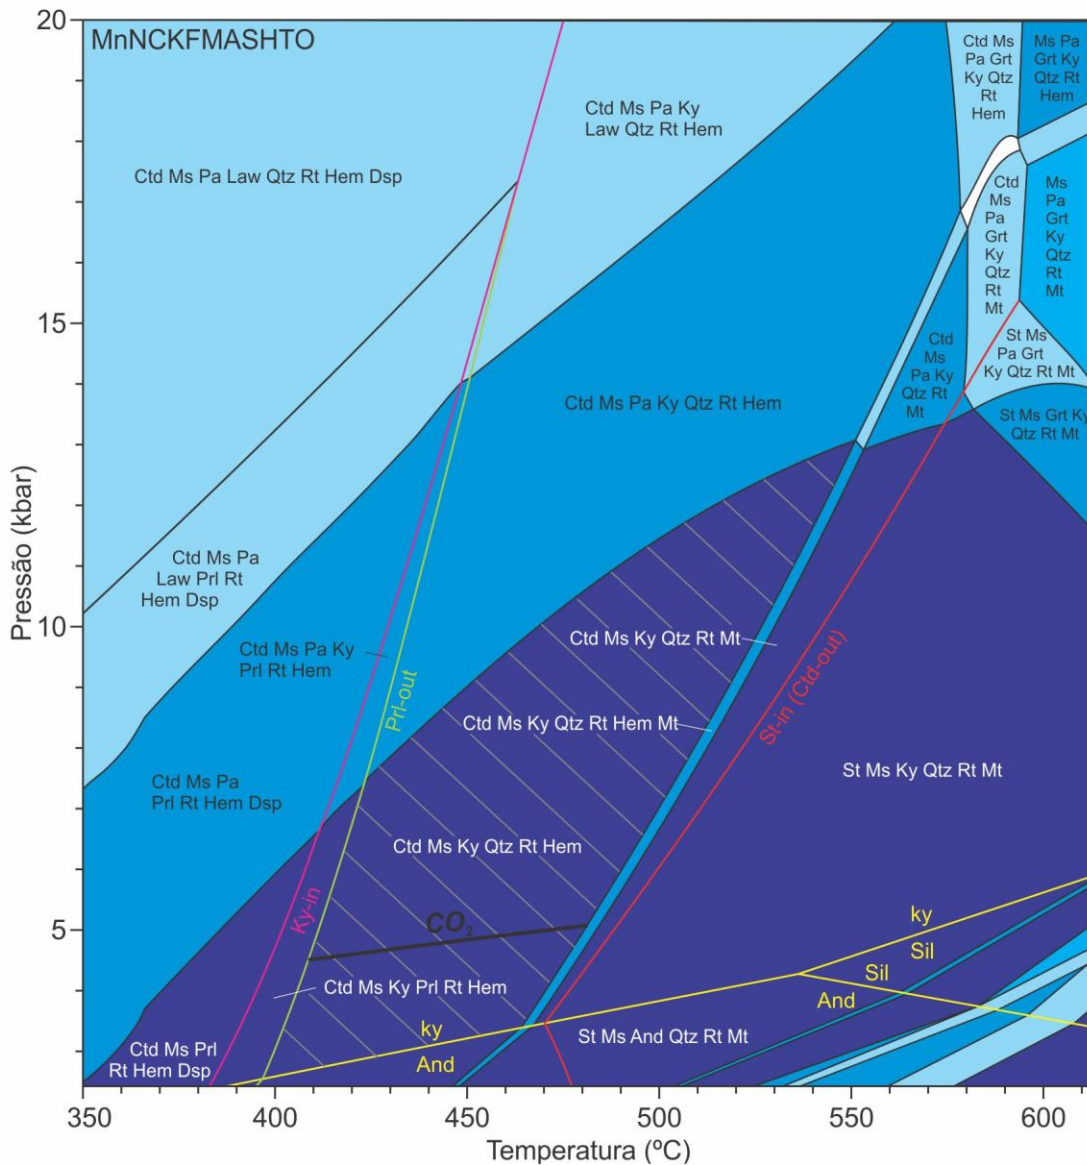 20
MnNCKFMASHTO
Ctd Ms
Pa Grt
Ky Qtz
Rt
Hem
Ms Pa
Grt Ky
Qtz Rt
Hem
Ctd Ms Pa Ky
Law Qtz Rt Hem
Ctd Ms Pa Law Qtz Rt Hem Dsp
Ctd
Ms
Pa
Grt
Ky
Qtz
Rt
Mt
Ms
Pa
Grt
Ky
Qtz
Rt
Mt
15
Ctd
Ms
Pa Ky
Qtz Rt
Mt
St Ms
Pa Grt
Ky Qtz Rt Mt
Ctd Ms Pa Ky Qtz Rt Hem
St Ms Grt Ky
Qtz Rt Mt
Pressão (kbar)
Ctd Ms Pa
Law Prl Rt
Hem Dsp
10
Ctd Ms Pa Ky
Prl Rt Hem
Prl-out
Ctd Ms Ky Qtz Rt Mt
St-in (Ctd-out)
Ctd Ms Ky Qtz Rt Hem Mt
St Ms Ky Qtz Rt Mt
Ctd Ms Pa
Prl Rt Hem Dsp
Ctd Ms Ky Qtz Rt Hem
Ky-in
5
CO2
ky
Sil
Sil
And
Ctd Ms Ky Prl Rt Hem
ky
And
St Ms And Qtz Rt Mt
Ctd Ms Prl
Rt Hem Dsp
350
400
450
500
550
600
Temperatura (ºC)